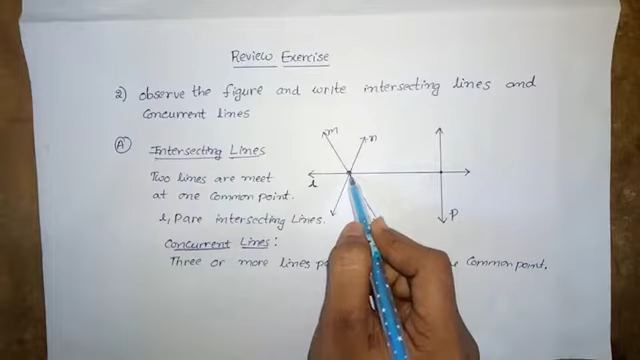 Review Exercise
2) observe the figure and write intersecting lines and
Concurrent lines
A) Intersecting Lines
Two lines are meet
at one Common point.
l, P are intersecting Lines.
Concurrent Lines :
Three or more lines Common point.
m
n
l
P